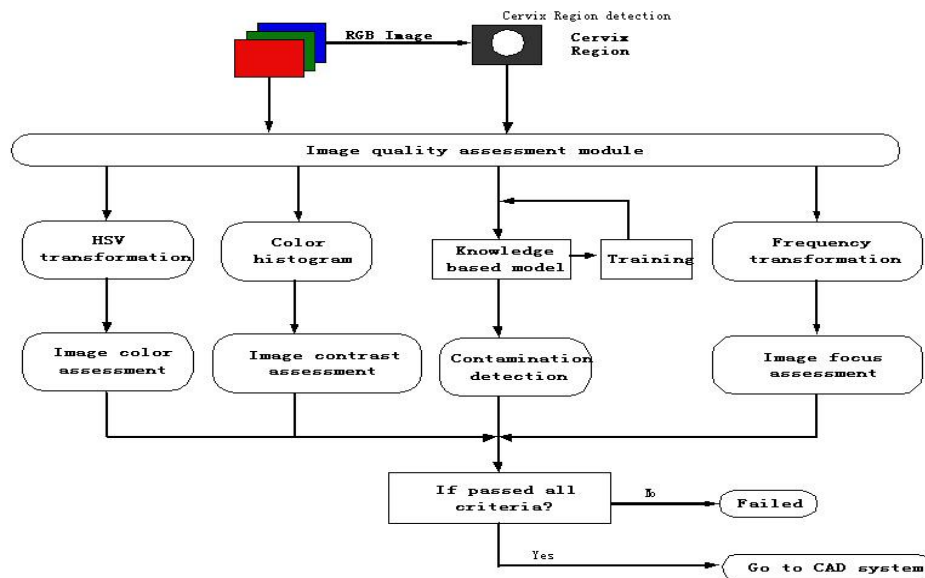 Cervix Region detection
RGB Image
Cervix
Region
Image quality assessment module
HSV
transformation
Color
histogram
Knowledge
based model
Training
Frequency
transformation
Image color
assessment
Image contrast
assessment
Contamination
detection
Image focus
assessment
If passed all
criteria?
No
Failed
Yes
Go to CAD system